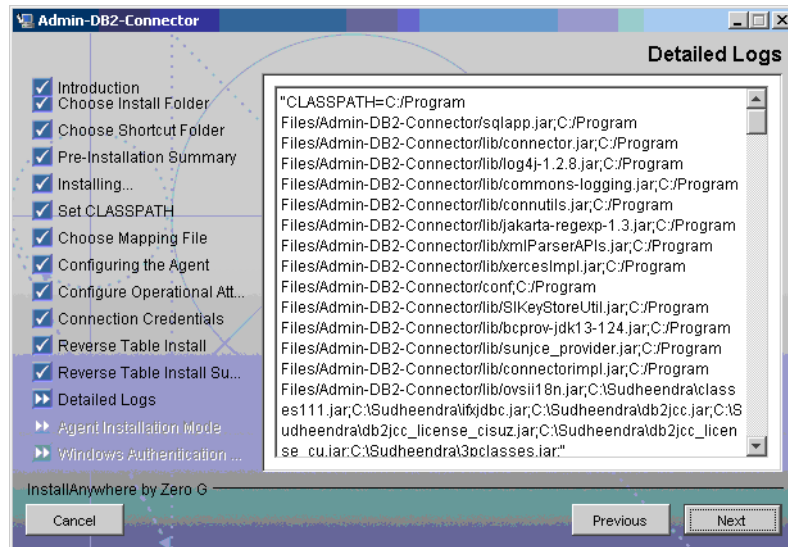 Admin-DB2-Connector
Detailed Logs
Introduction
Choose Install Folder
Choose Shortcut Folder
Pre-Installation Summary
Installing...
Set CLASSPATH
Choose Mapping File
Configuring the Agent
Configure Operational Att...
Connection Credentials
Reverse Table Install
Reverse Table Install Su...
Detailed Logs
Agent Installation Mode
Windows Authentication ...
"CLASSPATH=C:/Program
Files/Admin-DB2-Connector/sqlapp.jar;C:/Program
Files/Admin-DB2-Connector/lib/connector.jar;C:/Program
Files/Admin-DB2-Connector/lib/log4j-1.2.8.jar;C:/Program
Files/Admin-DB2-Connector/lib/commons-logging.jar;C:/Program
Files/Admin-DB2-Connector/lib/connutils.jar;C:/Program
Files/Admin-DB2-Connector/lib/jakarta-regexp-1.3.jar;C:/Program
Files/Admin-DB2-Connector/lib/xmlParserAPIs.jar;C:/Program
Files/Admin-DB2-Connector/lib/xercesImpl.jar;C:/Program
Files/Admin-DB2-Connector/conf;C:/Program
Files/Admin-DB2-Connector/lib/SIKeyStoreUtil.jar;C:/Program
Files/Admin-DB2-Connector/lib/bcprov-jdk13-124.jar;C:/Program
Files/Admin-DB2-Connector/lib/sunjce_provider.jar;C:/Program
Files/Admin-DB2-Connector/lib/connectorimpl.jar;C:/Program
Files/Admin-DB2-Connector/lib/ovsii18n.jar;C:\Sudheendra\class
es111.jar;C:\Sudheendra\ifxjdbc.jar;C:\Sudheendra\db2jcc.jar;C:\S
udheendra\db2jcc_license_cisuz.jar;C:\Sudheendra\db2jcc_licen
se_cu.jar;C:\Sudheendra\3pclasses.jar;"
InstallAnywhere by Zero G
Cancel
Previous
Next